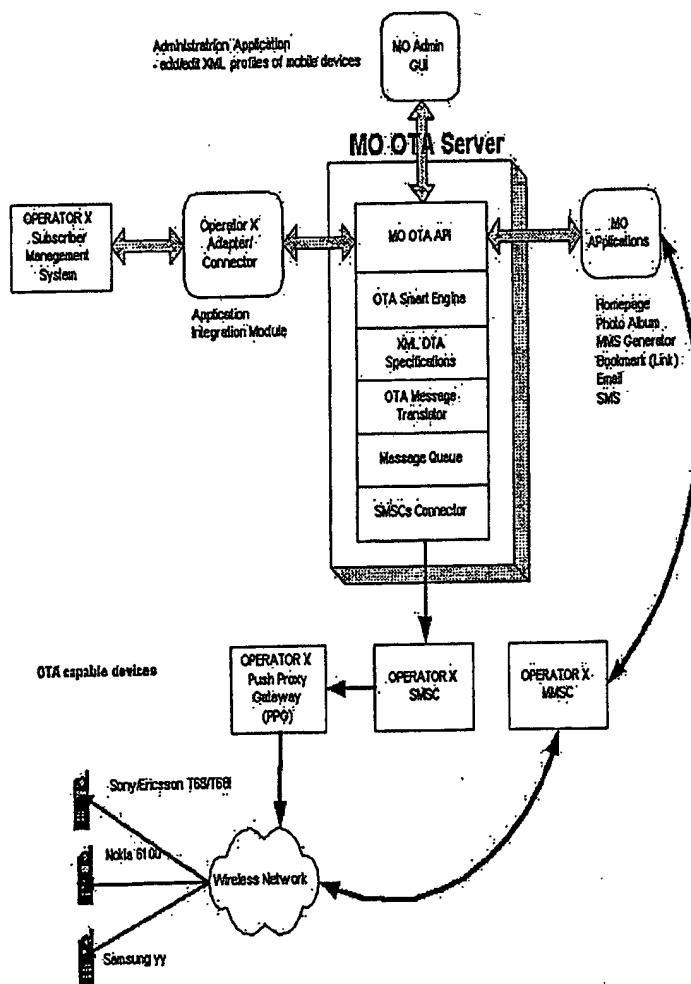 Administratrion Application
- add/edit XML profiles of mobile devices
MO Admin
GUI
MO OTA Server
OPERATOR X
Subscriber
Management
System
Operator X
Adapter/
Connector
Application
Integration Module
MO OTA API
OTA Smart Engine
XML OTA
Specifications
OTA Message
Translator
Message Queue
SMSCs Connector
MO
APplications
Homepage
Photo Album
MMS Generator
Bookmark (Link)
Email
SMS
OTA capable devices
OPERATOR X
Push Proxy
Gateway
(PPG)
OPERATOR X
SMSC
OPERATOR X
MMSC
Sony/Ericsson T68/T68i
Nokia 6100
Samsung yy
Wireless Network